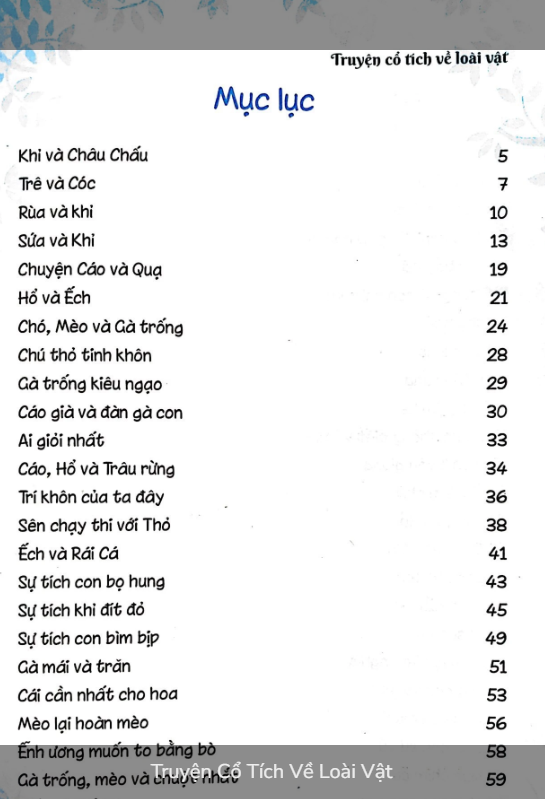 Truyện cổ tích về loài vật
Mục lục
Khỉ và Châu Chấu 5
Trê và Cóc 7
Rùa và khỉ 10
Sứa và Khỉ 13
Chuyện Cáo và Quạ 19
Hổ và Ếch 21
Chó, Mèo và Gà trống 24
Chú thỏ tinh khôn 28
Gà trống kiêu ngạo 29
Cáo già và đàn gà con 30
Ai giỏi nhất 33
Cáo, Hổ và Trâu rừng 34
Trí khôn của ta đây 36
Sên chạy thi với Thỏ 38
Ếch và Rái Cá 41
Sự tích con bọ hung 43
Sự tích khỉ đít đỏ 45
Sự tích con bìm bịp 49
Gà mái và trăn 51
Cái cần nhất cho hoa 53
Mèo lại hoàn mèo 56
Ễnh ương muốn to bằng bò 58
Truyện Cổ Tích Về Loài Vật
Gà trống, mèo và chuột nhắt 59